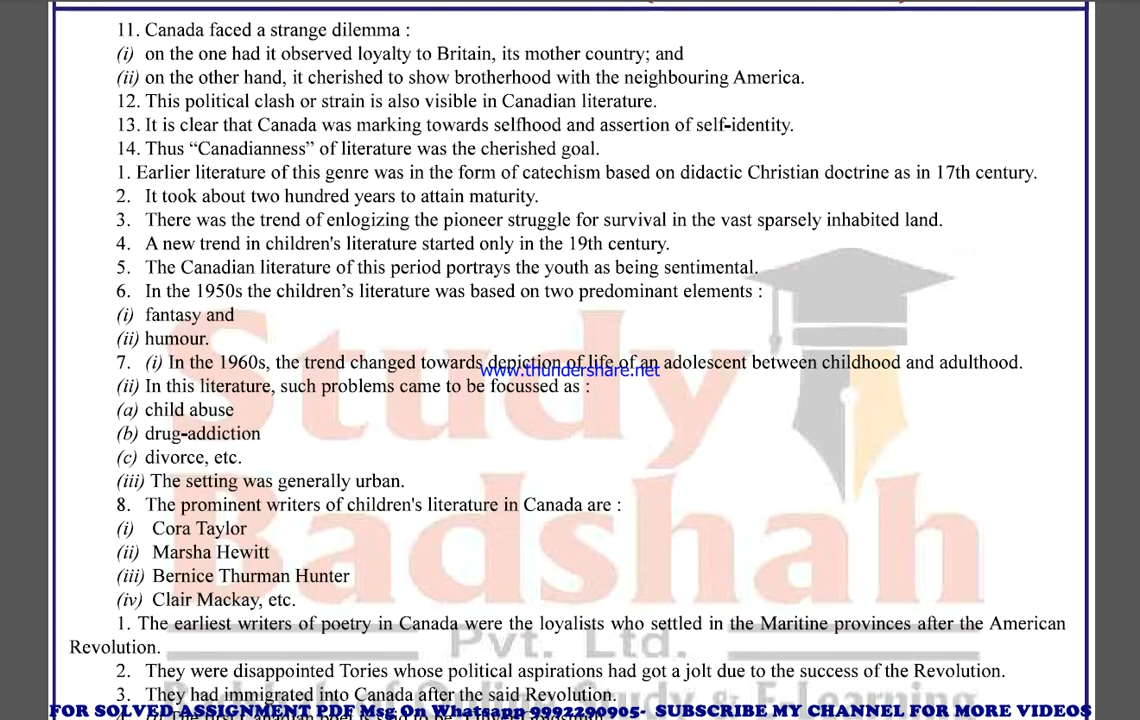 11. Canada faced a strange dilemma :
(i) on the one had it observed loyalty to Britain, its mother country; and
(ii) on the other hand, it cherished to show brotherhood with the neighbouring America.
12. This political clash or strain is also visible in Canadian literature.
13. It is clear that Canada was marking towards selfhood and assertion of self-identity.
14. Thus “Canadianness” of literature was the cherished goal.
1. Earlier literature of this genre was in the form of catechism based on didactic Christian doctrine as in 17th century.
2. It took about two hundred years to attain maturity.
3. There was the trend of enlogizing the pioneer struggle for survival in the vast sparsely inhabited land.
4. A new trend in children's literature started only in the 19th century.
5. The Canadian literature of this period portrays the youth as being sentimental.
6. In the 1950s the children’s literature was based on two predominant elements :
(i) fantasy and
(ii) humour.
7. (i) In the 1960s, the trend changed towards depiction of life of an adolescent between childhood and adulthood.
www.thundershare.net
(ii) In this literature, such problems came to be focussed as :
(a) child abuse
(b) drug-addiction
(c) divorce, etc.
(iii) The setting was generally urban.
8. The prominent writers of children's literature in Canada are :
(i) Cora Taylor
(ii) Marsha Hewitt
(iii) Bernice Thurman Hunter
(iv) Clair Mackay, etc.
Study
Badshah
Pvt. Ltd.
1. The earliest writers of poetry in Canada were the loyalists who settled in the Maritine provinces after the American
Revolution.
2. They were disappointed Tories whose political aspirations had got a jolt due to the success of the Revolution.
3. They had immigrated into Canada after the said Revolution.
Study & E-Learning
FOR SOLVED ASSIGNMENT PDF Msg On Whatsapp 9992290905- SUBSCRIBE MY CHANNEL FOR MORE VIDEOS